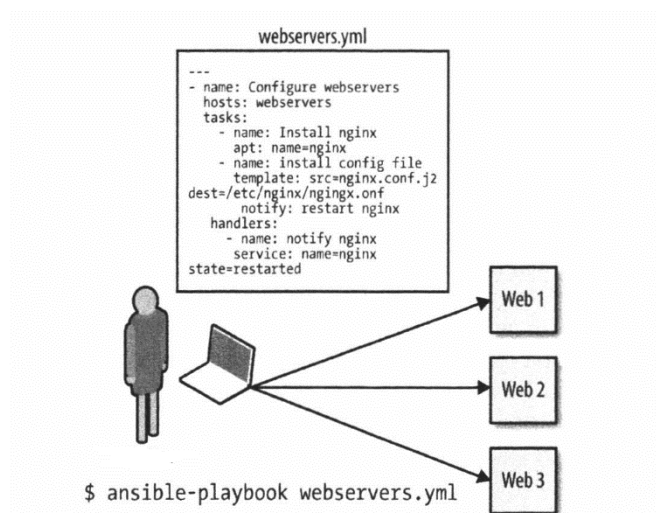 webservers.yml
---
- name: Configure webservers
  hosts: webservers
  tasks:
    - name: Install nginx
      apt: name=nginx
    - name: install config file
      template: src=nginx.conf.j2
dest=/etc/nginx/ngingx.onf
      notify: restart nginx
   handlers:
    - name: notify nginx
      service: name=nginx
state=restarted
Web 1
Web 2
Web 3
$ ansible-playbook webservers.yml